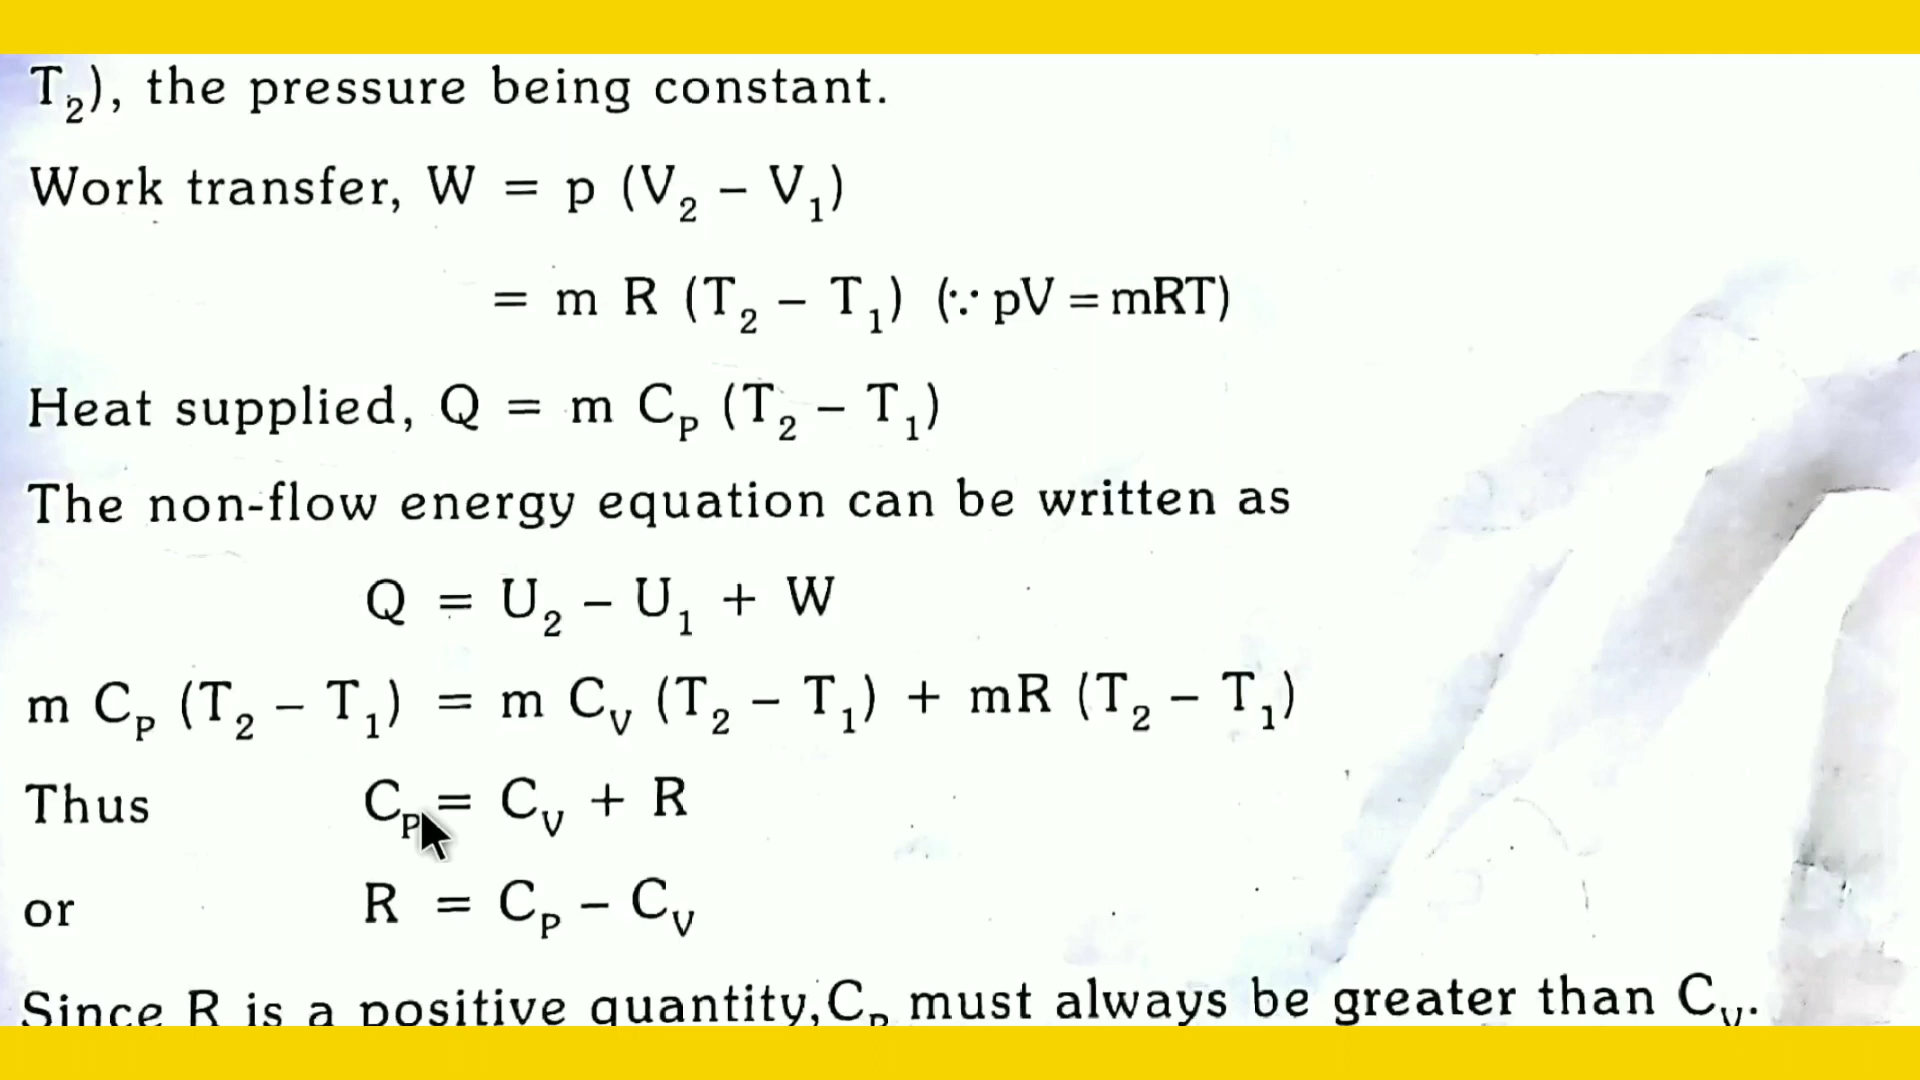 T₂), the pressure being constant.
Work transfer, W = p (V₂ – V₁)
= m R (T₂ – T₁) (∵ pV = mRT)
Heat supplied, Q = m Cₚ (T₂ – T₁)
The non-flow energy equation can be written as
Q = U₂ – U₁ + W
m Cₚ (T₂ – T₁) = m Cᵥ (T₂ – T₁) + mR (T₂ – T₁)
Thus Cₚ = Cᵥ + R
or R = Cₚ – Cᵥ
Since R is a positive quantity, Cₚ must always be greater than Cᵥ.